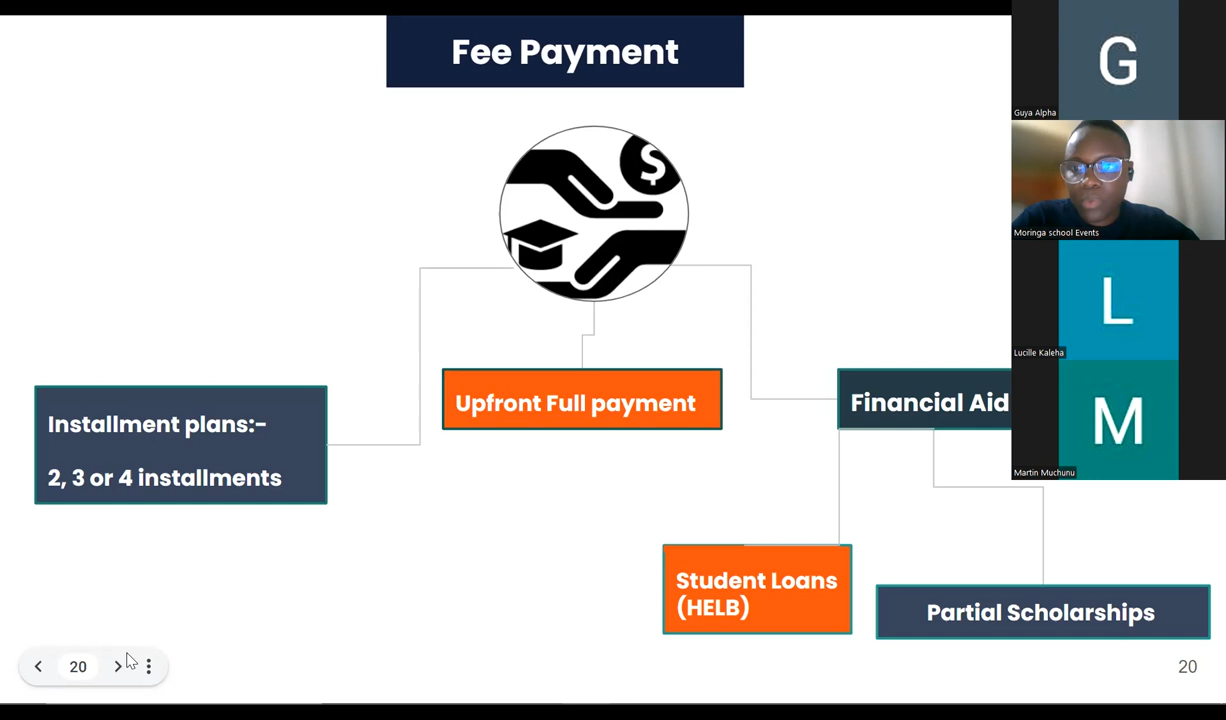 Fee Payment
$
Installment plans:-
2, 3 or 4 installments
Upfront Full payment
Financial Aid
Student Loans
(HELB)
Partial Scholarships
20
20
G
Guya Alpha
Moringa school Events
L
Lucille Kaleha
M
Martin Muchunu